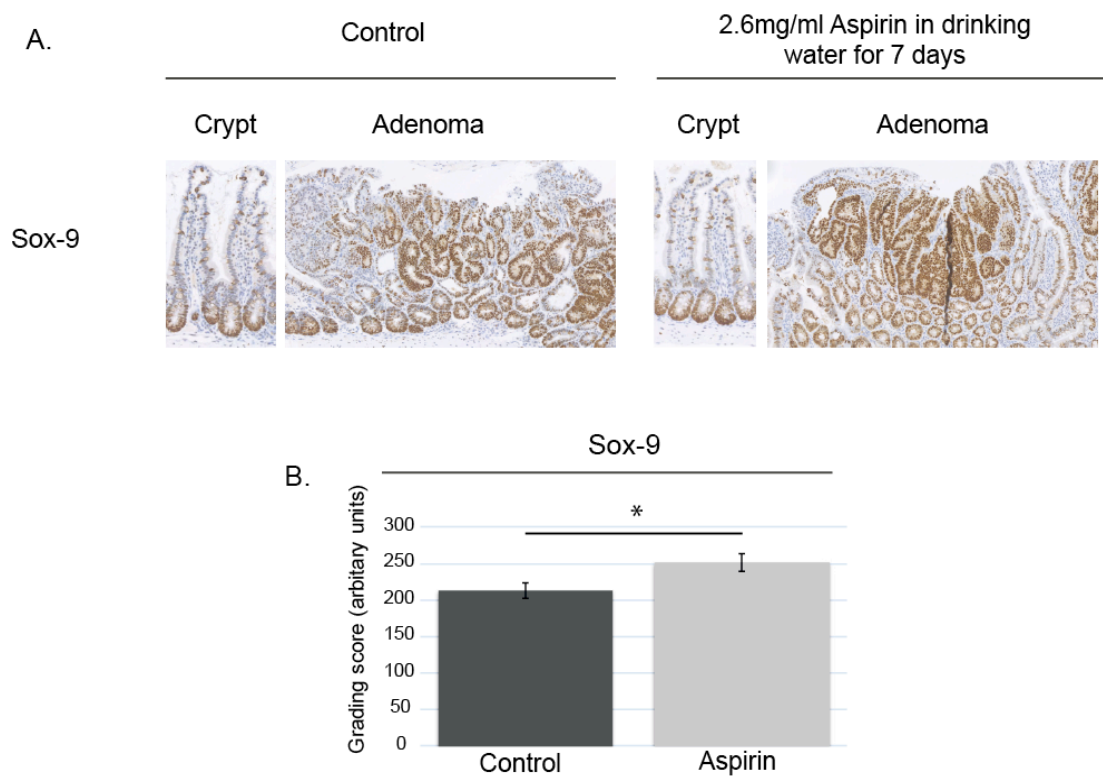 A.
Control
2.6mg/ml Aspirin in drinking
water for 7 days
Crypt
Adenoma
Crypt
Adenoma
Sox-9
Sox-9
B.
*
Grading score (arbitary units)
300
250
200
150
100
50
0
Control
Aspirin